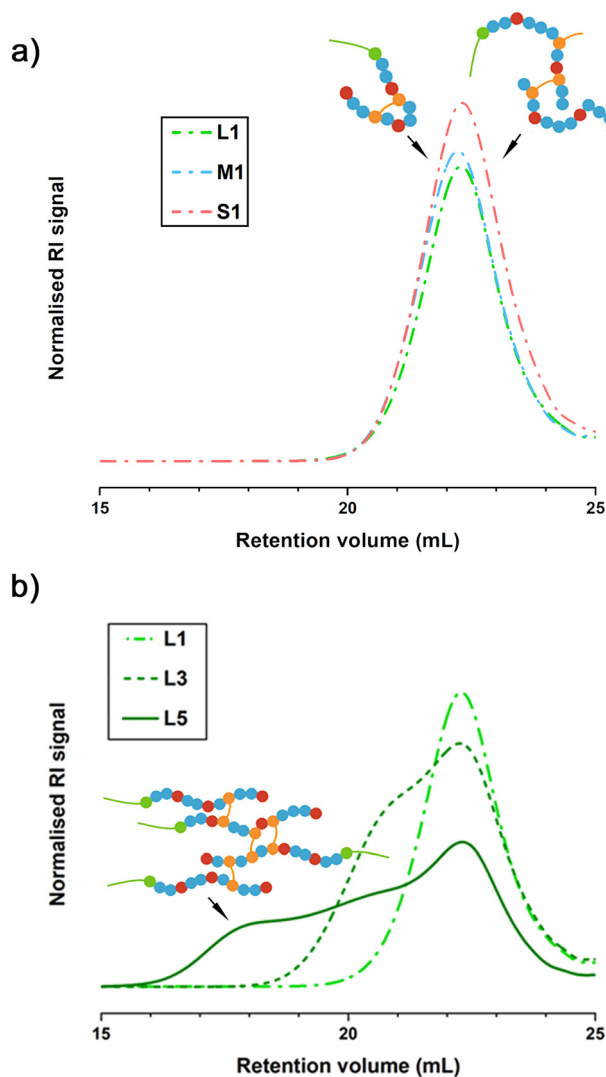 a)
L1
M1
S1
Normalised RI signal
15
20
25
Retention volume (mL)
b)
L1
L3
L5
Normalised RI signal
15
20
25
Retention volume (mL)